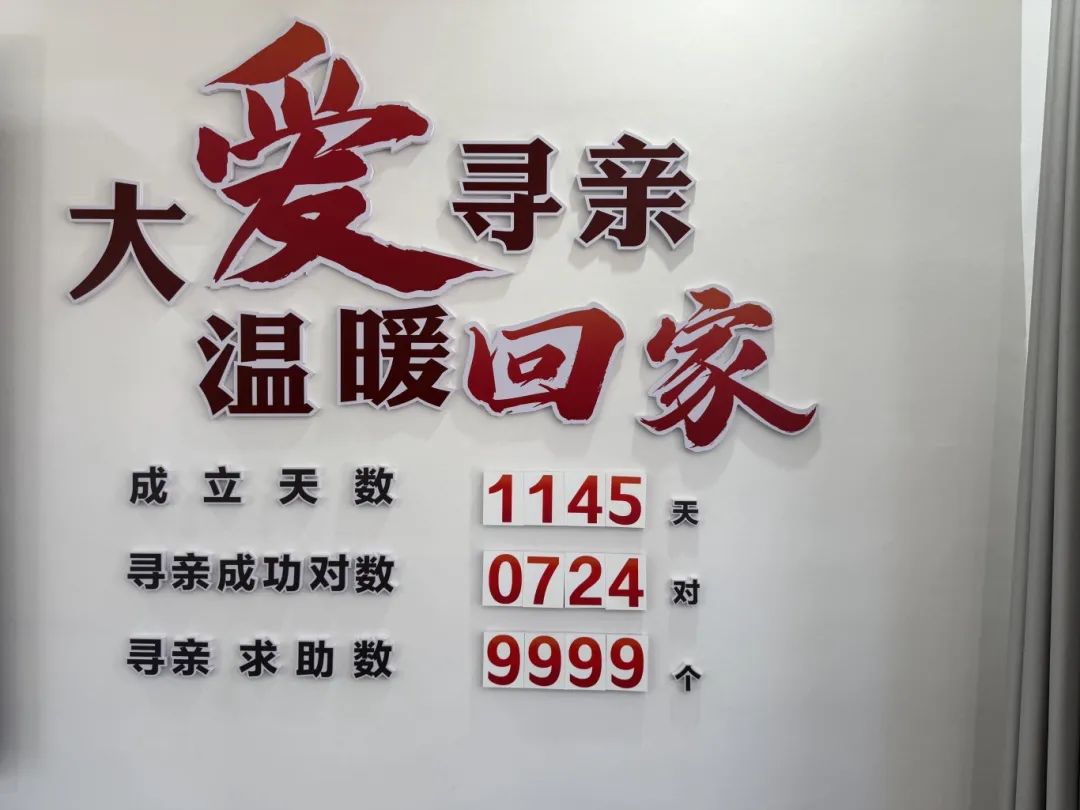 大爱寻亲
温暖回家
成立天数 1145 天
寻亲成功对数 0724 对
寻亲求助数 9999 个